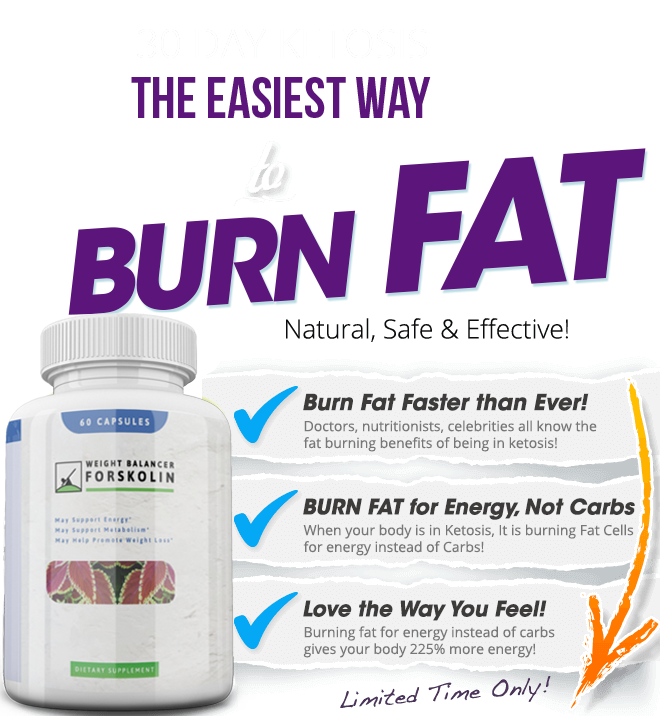 30 DAY KETOSIS
THE EASIEST WAY
to
BURN FAT
Natural, Safe & Effective!
60 CAPSULES
WEIGHT BALANCER
FORSKOLIN
May Support Energy*
May Support Metabolism*
May Help Promote Weight Loss*
DIETARY SUPPLEMENT
Burn Fat Faster than Ever!
Doctors, nutritionists, celebrities all know the
fat burning benefits of being in ketosis!
BURN FAT for Energy, Not Carbs
When your body is in Ketosis, It is burning Fat Cells
for energy instead of Carbs!
Love the Way You Feel!
Burning fat for energy instead of carbs
gives your body 225% more energy!
Limited Time Only!